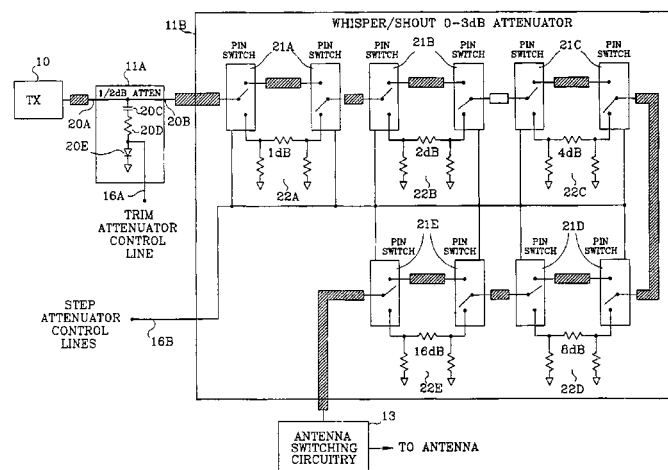 11B
WHISPER/SHOUT 0-3dB ATTENUATOR
10
TX
11A
1/2dB ATTEN
20A
20B
20C
20D
20E
16A
TRIM
ATTENUATOR
CONTROL
LINE
PIN
SWITCH
21A
PIN
SWITCH
1dB
22A
PIN
SWITCH
21B
PIN
SWITCH
2dB
22B
PIN
SWITCH
21C
PIN
SWITCH
4dB
22C
PIN
SWITCH
21E
PIN
SWITCH
16dB
22E
PIN
SWITCH
21D
PIN
SWITCH
8dB
22D
STEP
ATTENUATOR
CONTROL
LINES
16B
13
ANTENNA
SWITCHING
CIRCUITRY
TO ANTENNA